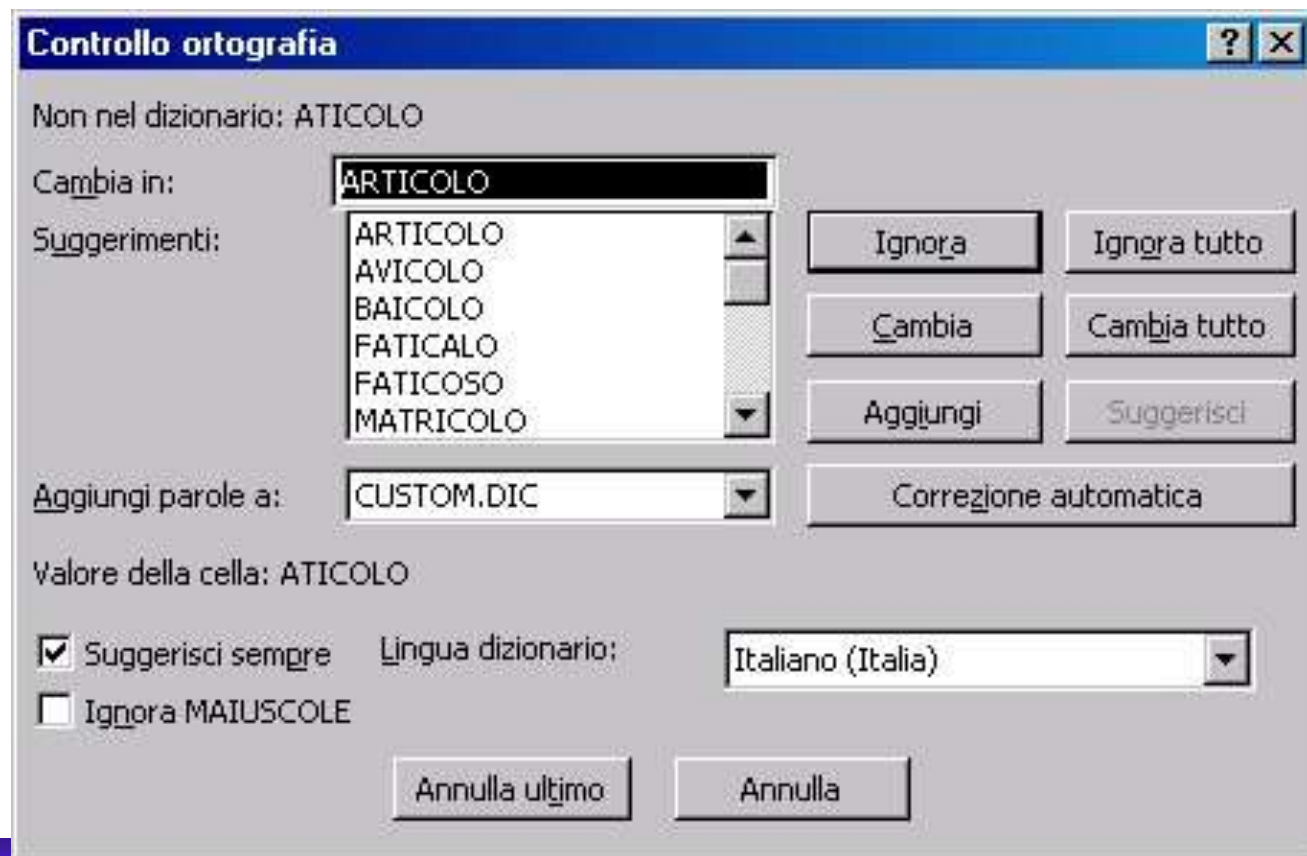 Controllo ortografia
Non nel dizionario: ATICOLO
Cambia in: ARTICOLO
Suggerimenti:
ARTICOLO
AVICOLO
BAICOLO
FATICALO
FATICOSO
MATRICOLO
Ignora Ignora tutto
Cambia Cambia tutto
Aggiungi Suggerisci
Aggiungi parole a: CUSTOM.DIC Correzione automatica
Valore della cella: ATICOLO
Suggerisci sempre Lingua dizionario: Italiano (Italia)
Ignora MAIUSCOLE
Annulla ultimo Annulla